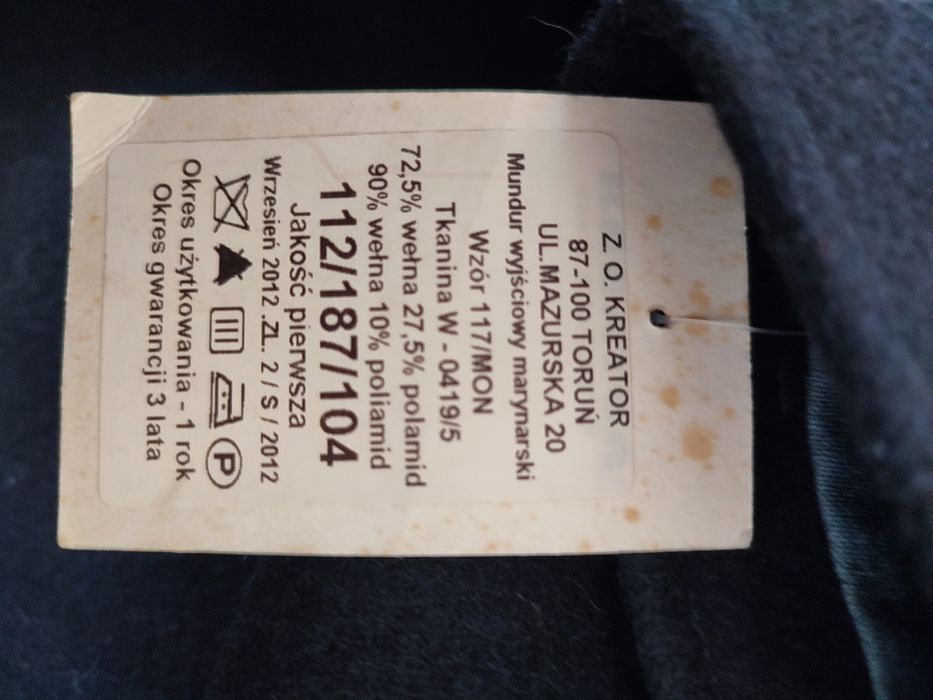 Z.O. KREATOR
87-100 TORUŃ
UL.MAZURSKA 20
Mundur wyjściowy marynarski
Wzór 117/MON
Tkanina W - 0419/5
72,5% wełna 27,5% polamid
90% wełna 10% poliamid
112/187/104
Jakość pierwsza
Wrzesień 2012 .ZL. 2 / S / 2012
P
Okres użytkowania - 1 rok
Okres gwarancji 3 lata